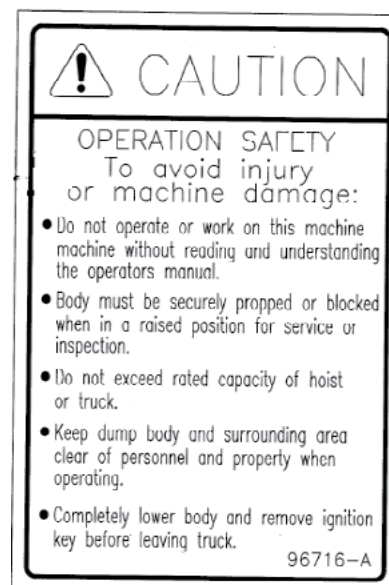 CAUTION
OPERATION SAFETY
To avoid injury
or machine damage:
● Do not operate or work on this machine
machine without reading and understanding
the operators manual.
● Body must be securely propped or blocked
when in a raised position for service or
inspection.
● Do not exceed rated capacity of hoist
or truck.
● Keep dump body and surrounding area
clear of personnel and property when
operating.
● Completely lower body and remove ignition
key before leaving truck.
96716-A